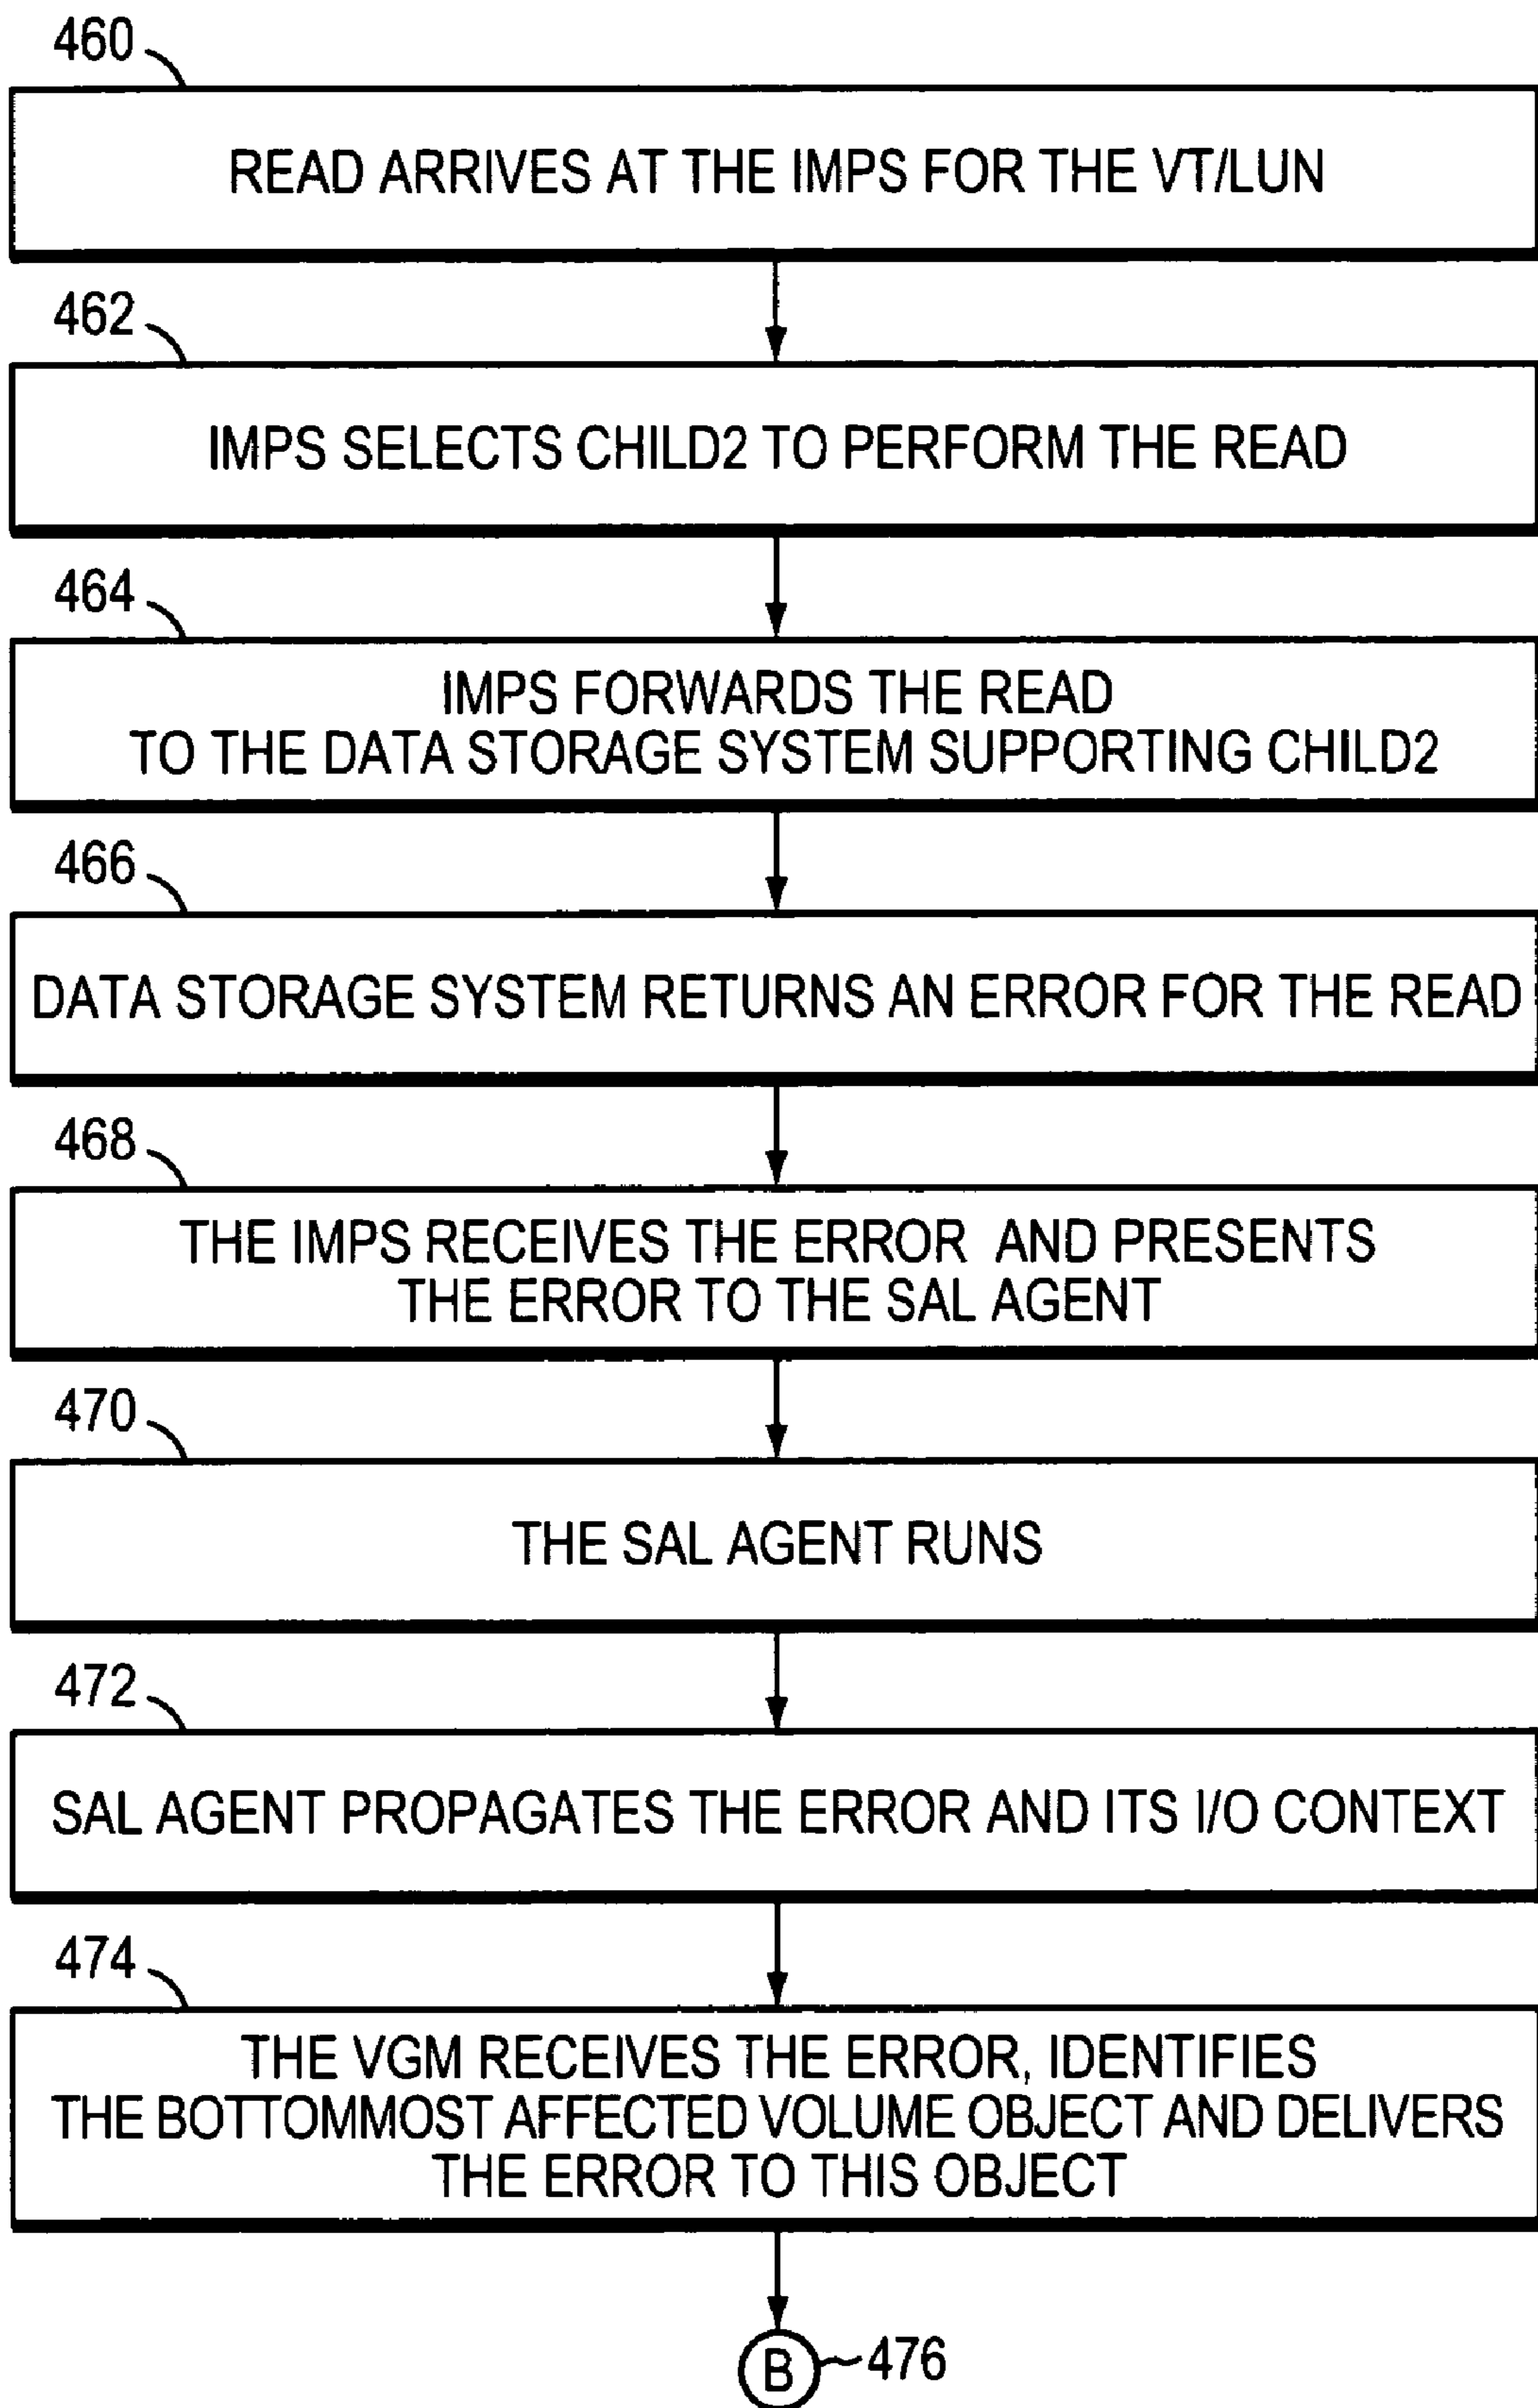 460
READ ARRIVES AT THE IMPS FOR THE VT/LUN
462
IMPS SELECTS CHILD2 TO PERFORM THE READ
464
IMPS FORWARDS THE READ
TO THE DATA STORAGE SYSTEM SUPPORTING CHILD2
466
DATA STORAGE SYSTEM RETURNS AN ERROR FOR THE READ
468
THE IMPS RECEIVES THE ERROR AND PRESENTS
THE ERROR TO THE SAL AGENT
470
THE SAL AGENT RUNS
472
SAL AGENT PROPAGATES THE ERROR AND ITS I/O CONTEXT
474
THE VGM RECEIVES THE ERROR, IDENTIFIES
THE BOTTOMMOST AFFECTED VOLUME OBJECT AND DELIVERS
THE ERROR TO THIS OBJECT
B 476